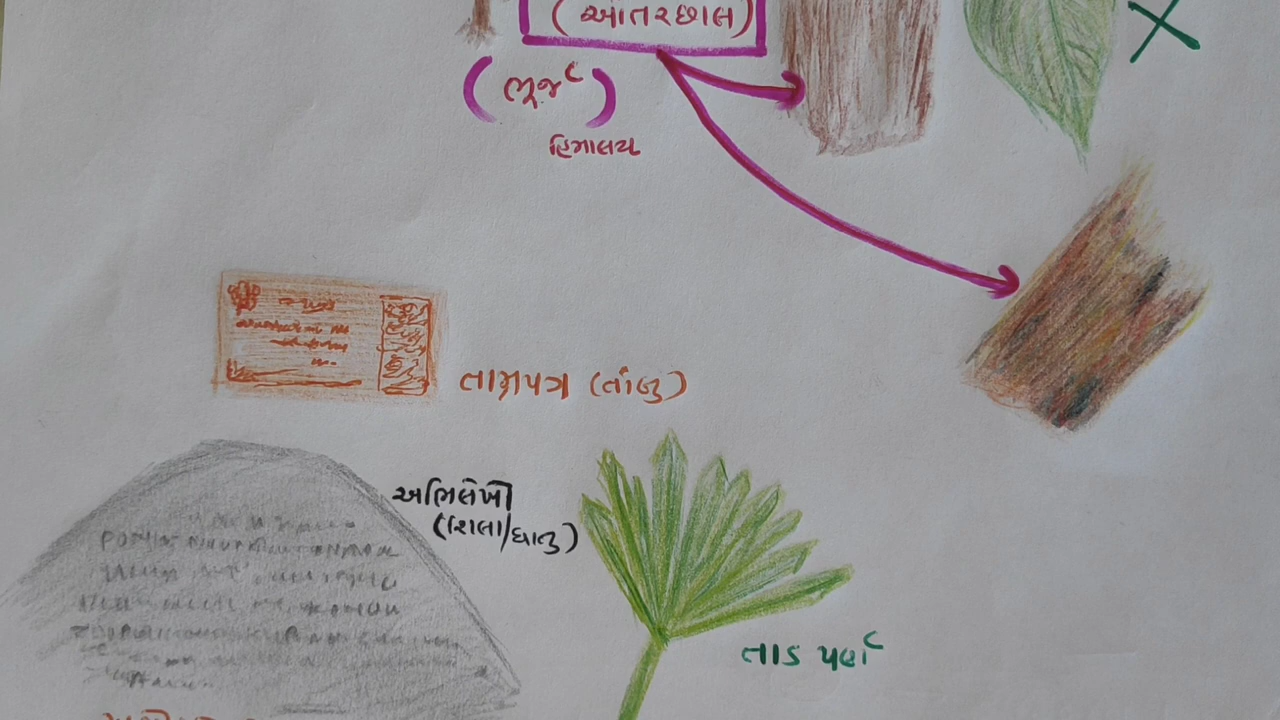 (આંતરછાલ)
(ભૂર્જ)
હિમાલય
તામ્રપત્ર (તાંબુ)
અભિલેખો
(શિલા/ધાતુ)
તાડ પર્ણ